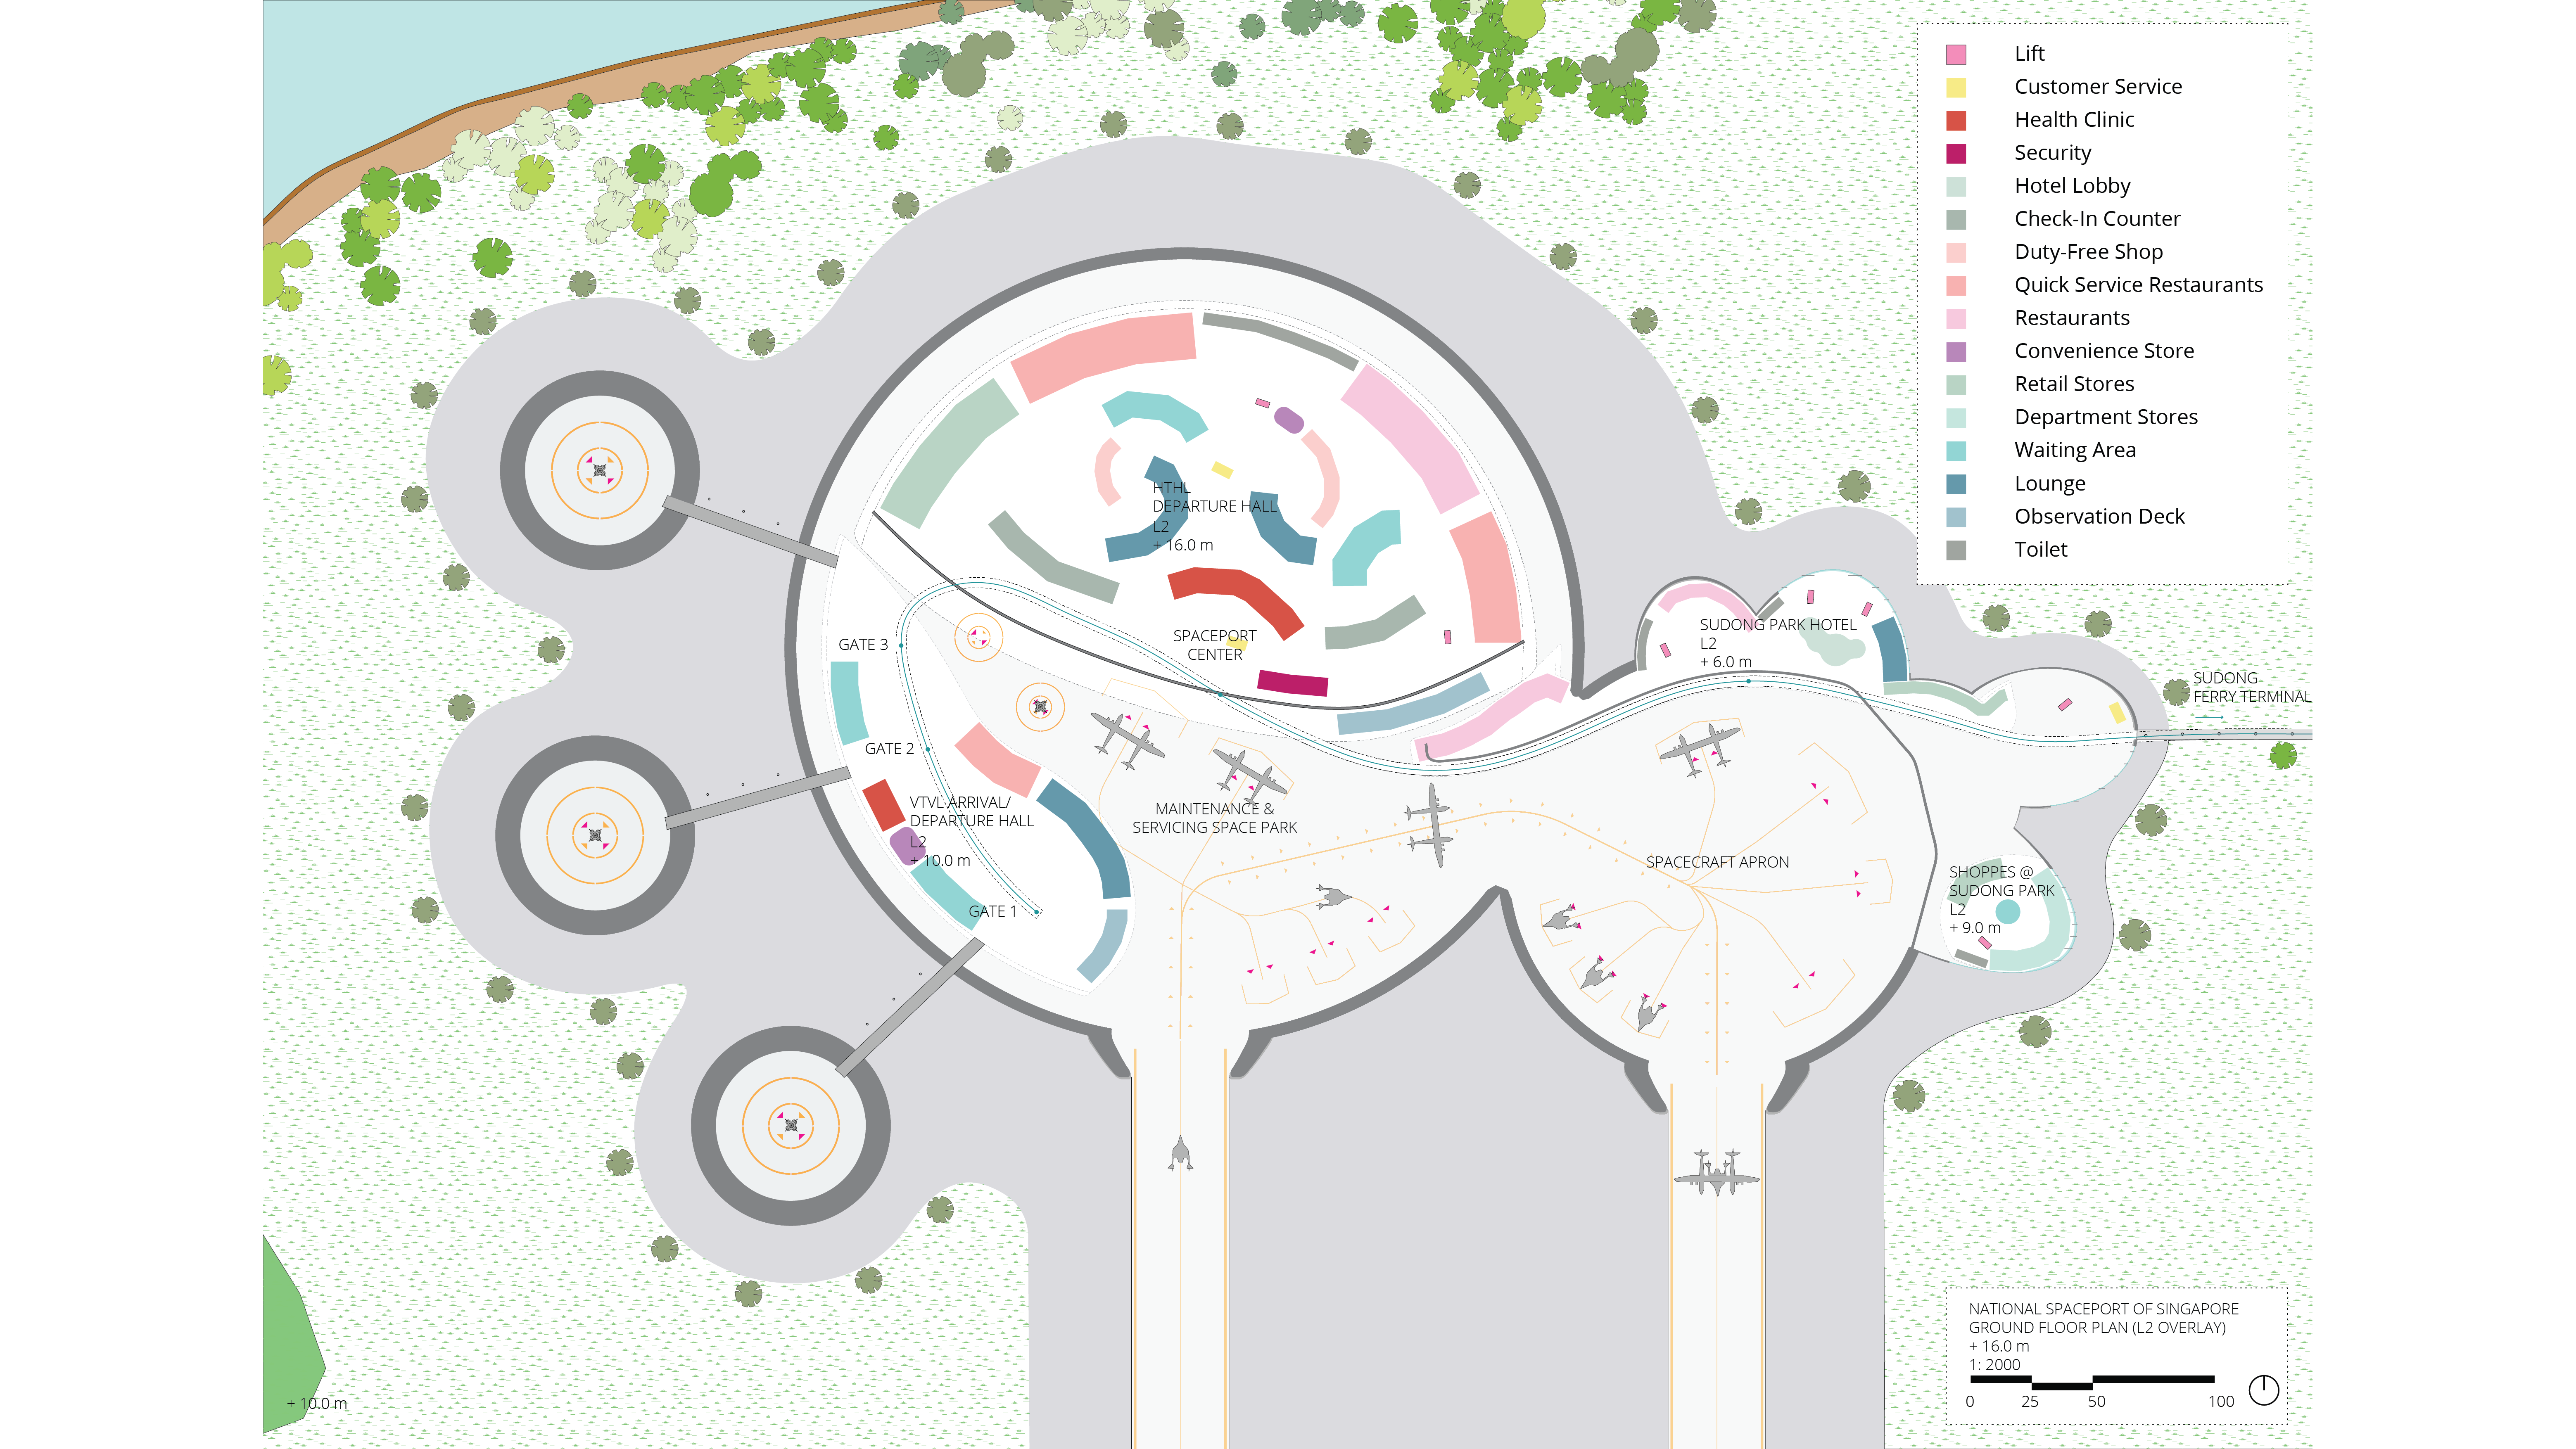 Lift
Customer Service
Health Clinic
Security
Hotel Lobby
Check-In Counter
Duty-Free Shop
Quick Service Restaurants
Restaurants
Convenience Store
Retail Stores
Department Stores
Waiting Area
Lounge
Observation Deck
Toilet
HTHL
DEPARTURE HALL
L2
+ 16.0 m
SPACEPORT
CENTER
SUDONG PARK HOTEL
L2
+ 6.0 m
SUDONG
FERRY TERMINAL
GATE 3
GATE 2
VTVL ARRIVAL/
DEPARTURE HALL
L2
+ 10.0 m
GATE 1
MAINTENANCE &
SERVICING SPACE PARK
SPACECRAFT APRON
SHOPPES @
SUDONG PARK
L2
+ 9.0 m
+ 10.0 m
NATIONAL SPACEPORT OF SINGAPORE
GROUND FLOOR PLAN (L2 OVERLAY)
+ 16.0 m
1: 2000
0 25 50 100